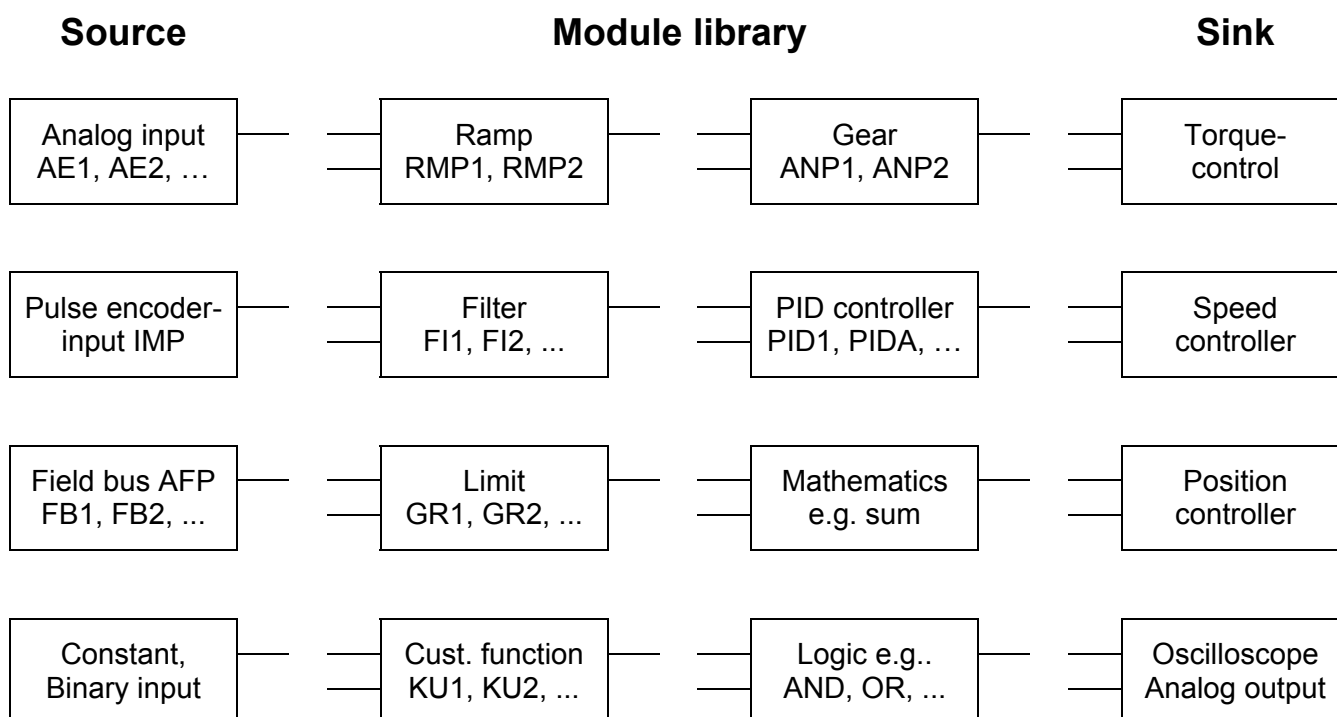 Source
Module library
Sink
Analog input
AE1, AE2, …
Ramp
RMP1, RMP2
Gear
ANP1, ANP2
Torque-
control
Pulse encoder-
input IMP
Filter
FI1, FI2, ...
PID controller
PID1, PIDA, …
Speed
controller
Field bus AFP
FB1, FB2, ...
Limit
GR1, GR2, ...
Mathematics
e.g. sum
Position
controller
Constant,
Binary input
Cust. function
KU1, KU2, ...
Logic e.g..
AND, OR, ...
Oscilloscope
Analog output